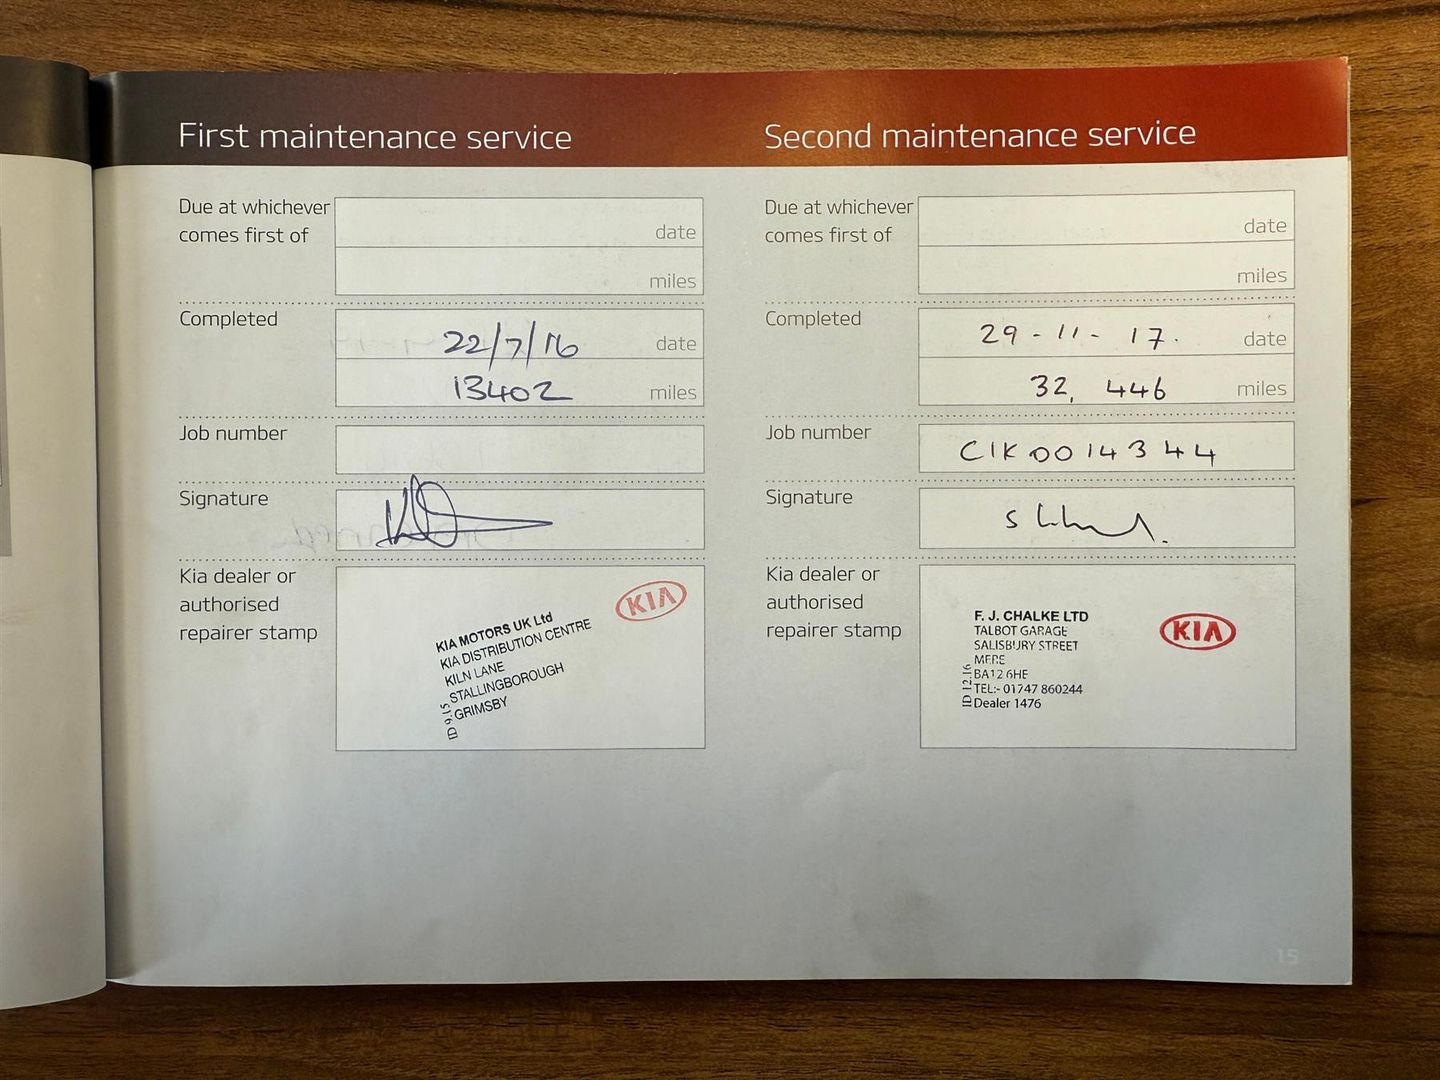 First maintenance service
Due at whichever
comes first of
date
miles
Completed
22/7/16 date
13402 miles
Job number
Signature
Kia dealer or
authorised
repairer stamp
KIA
KIA MOTORS UK Ltd
KIA DISTRIBUTION CENTRE
KILN LANE
STALLINGBOROUGH
GRIMSBY
ID 9.15
Second maintenance service
Due at whichever
comes first of
date
miles
Completed
29-11-17. date
32,446 miles
Job number
CIK0014344
Signature
Kia dealer or
authorised
repairer stamp
KIA
F. J. CHALKE LTD
TALBOT GARAGE
SALISBURY STREET
MERE
BA12 6HE
TEL:- 01747 860244
Dealer 1476
ID 12.16
15